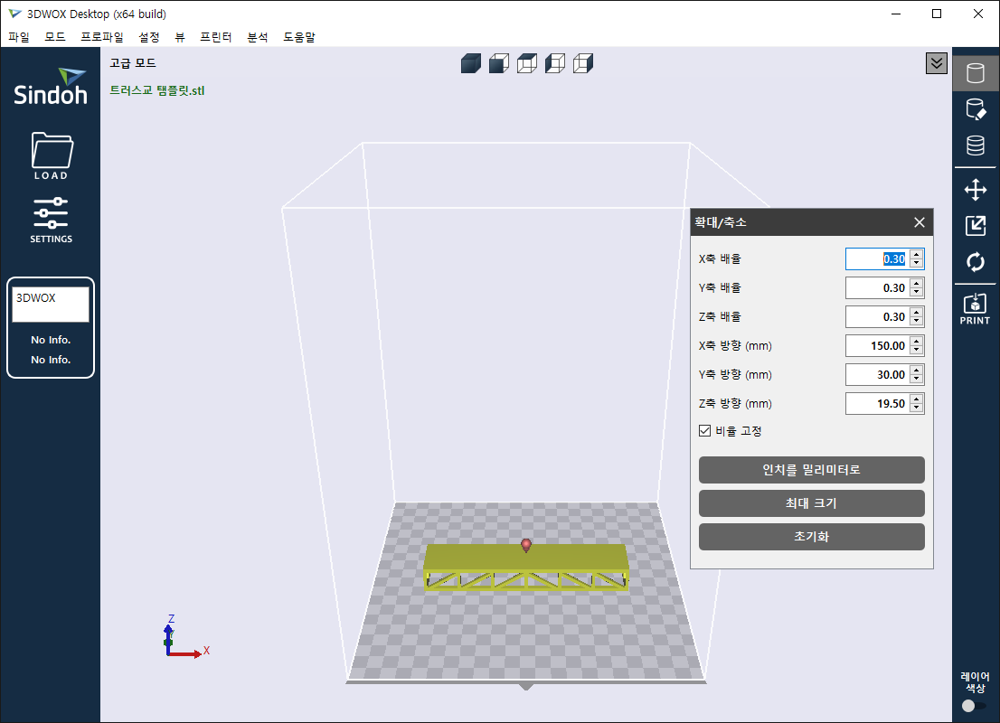 3DWOX Desktop (x64 build)
파일 모드 프로파일 설정 뷰 프린터 분석 도움말
Sindoh
LOAD
SETTINGS
3DWOX
No Info.
No Info.
고급 모드
트러스교 탬플릿.stl
Z
Y
X
확대/축소
X축 배율 0.30
Y축 배율 0.30
Z축 배율 0.30
X축 방향 (mm) 150.00
Y축 방향 (mm) 30.00
Z축 방향 (mm) 19.50
비율 고정
인치를 밀리미터로
최대 크기
초기화
PRINT
레이어
색상